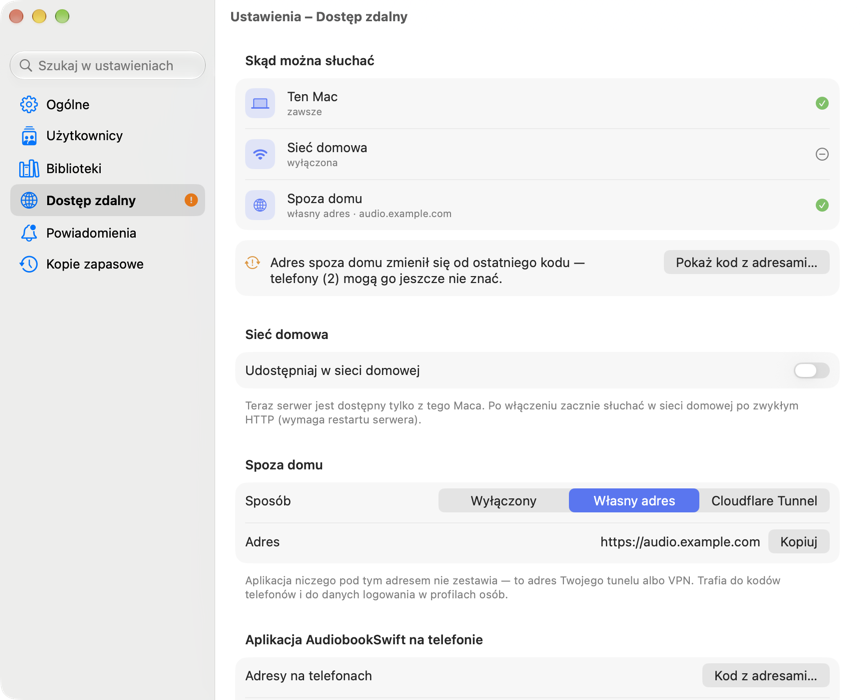 Ustawienia – Dostęp zdalny
Szukaj w ustawieniach
Ogólne
Użytkownicy
Biblioteki
Dostęp zdalny
Powiadomienia
Kopie zapasowe
Skąd można słuchać
Ten Mac
zawsze
Sieć domowa
wyłączona
Spoza domu
własny adres · audio.example.com
Adres spoza domu zmienił się od ostatniego kodu —
telefony (2) mogą go jeszcze nie znać.
Pokaż kod z adresami...
Sieć domowa
Udostępniaj w sieci domowej
Teraz serwer jest dostępny tylko z tego Maca. Po włączeniu zacznie słuchać w sieci domowej po zwykłym
HTTP (wymaga restartu serwera).
Spoza domu
Sposób
Wyłączony
Własny adres
Cloudflare Tunnel
Adres
https://audio.example.com
Kopiuj
Aplikacja niczego pod tym adresem nie zestawia — to adres Twojego tunelu albo VPN. Trafia do kodów
telefonów i do danych logowania w profilach osób.
Aplikacja AudiobookSwift na telefonie
Adresy na telefonach
Kod z adresami...